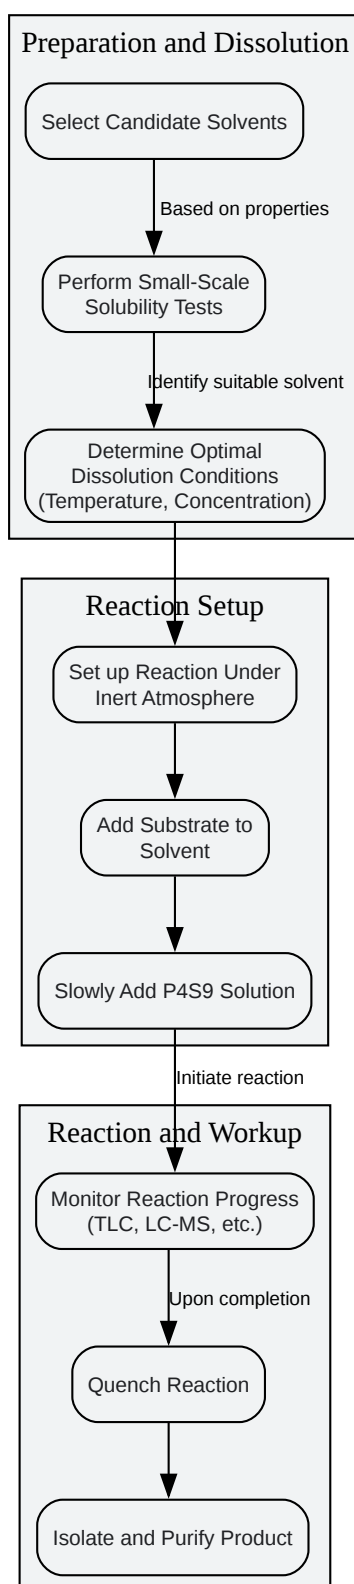 Preparation and Dissolution
Select Candidate Solvents
Based on properties
Perform Small-Scale
Solubility Tests
Identify suitable solvent
Determine Optimal
Dissolution Conditions
(Temperature, Concentration)
Reaction Setup
Set up Reaction Under
Inert Atmosphere
Add Substrate to
Solvent
Slowly Add P4S9 Solution
Initiate reaction
Reaction and Workup
Monitor Reaction Progress
(TLC, LC-MS, etc.)
Upon completion
Quench Reaction
Isolate and Purify Product